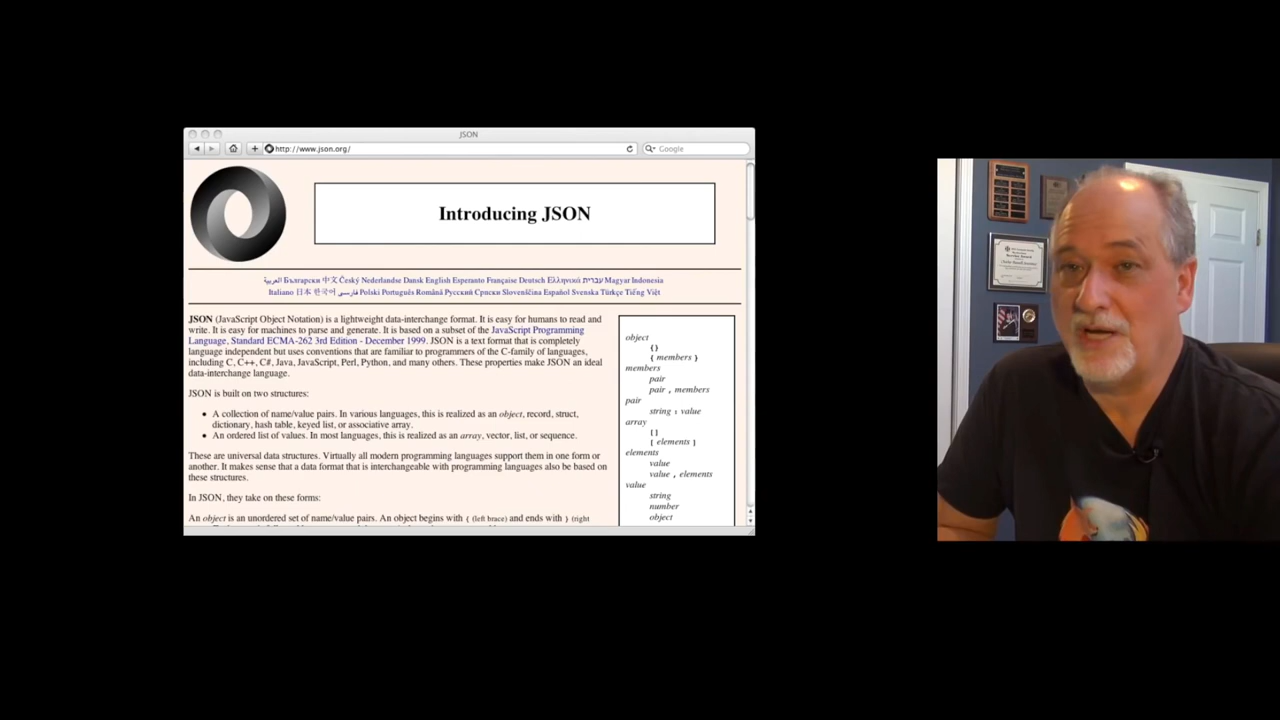 JSON
http://www.json.org/
Google
Introducing JSON
العربية Български 中文 Český Nederlandse Dansk English Esperanto Française Deutsch Ελληνικά עברית Magyar Indonesia
Italiano 日本 한국어 فارسی Polski Português Română Русский Српски Slovenščina Español Svenska Türkçe Tiếng Việt
JSON (JavaScript Object Notation) is a lightweight data-interchange format. It is easy for humans to read and
write. It is easy for machines to parse and generate. It is based on a subset of the JavaScript Programming
Language, Standard ECMA-262 3rd Edition - December 1999. JSON is a text format that is completely
language independent but uses conventions that are familiar to programmers of the C-family of languages,
including C, C++, C#, Java, JavaScript, Perl, Python, and many others. These properties make JSON an ideal
data-interchange language.
JSON is built on two structures:
• A collection of name/value pairs. In various languages, this is realized as an object, record, struct,
dictionary, hash table, keyed list, or associative array.
• An ordered list of values. In most languages, this is realized as an array, vector, list, or sequence.
These are universal data structures. Virtually all modern programming languages support them in one form or
another. It makes sense that a data format that is interchangeable with programming languages also be based on
these structures.
In JSON, they take on these forms:
An object is an unordered set of name/value pairs. An object begins with { (left brace) and ends with } (right
object
{}
{ members }
members
pair
pair , members
pair
string : value
array
[]
[ elements ]
elements
value
value , elements
value
string
number
object